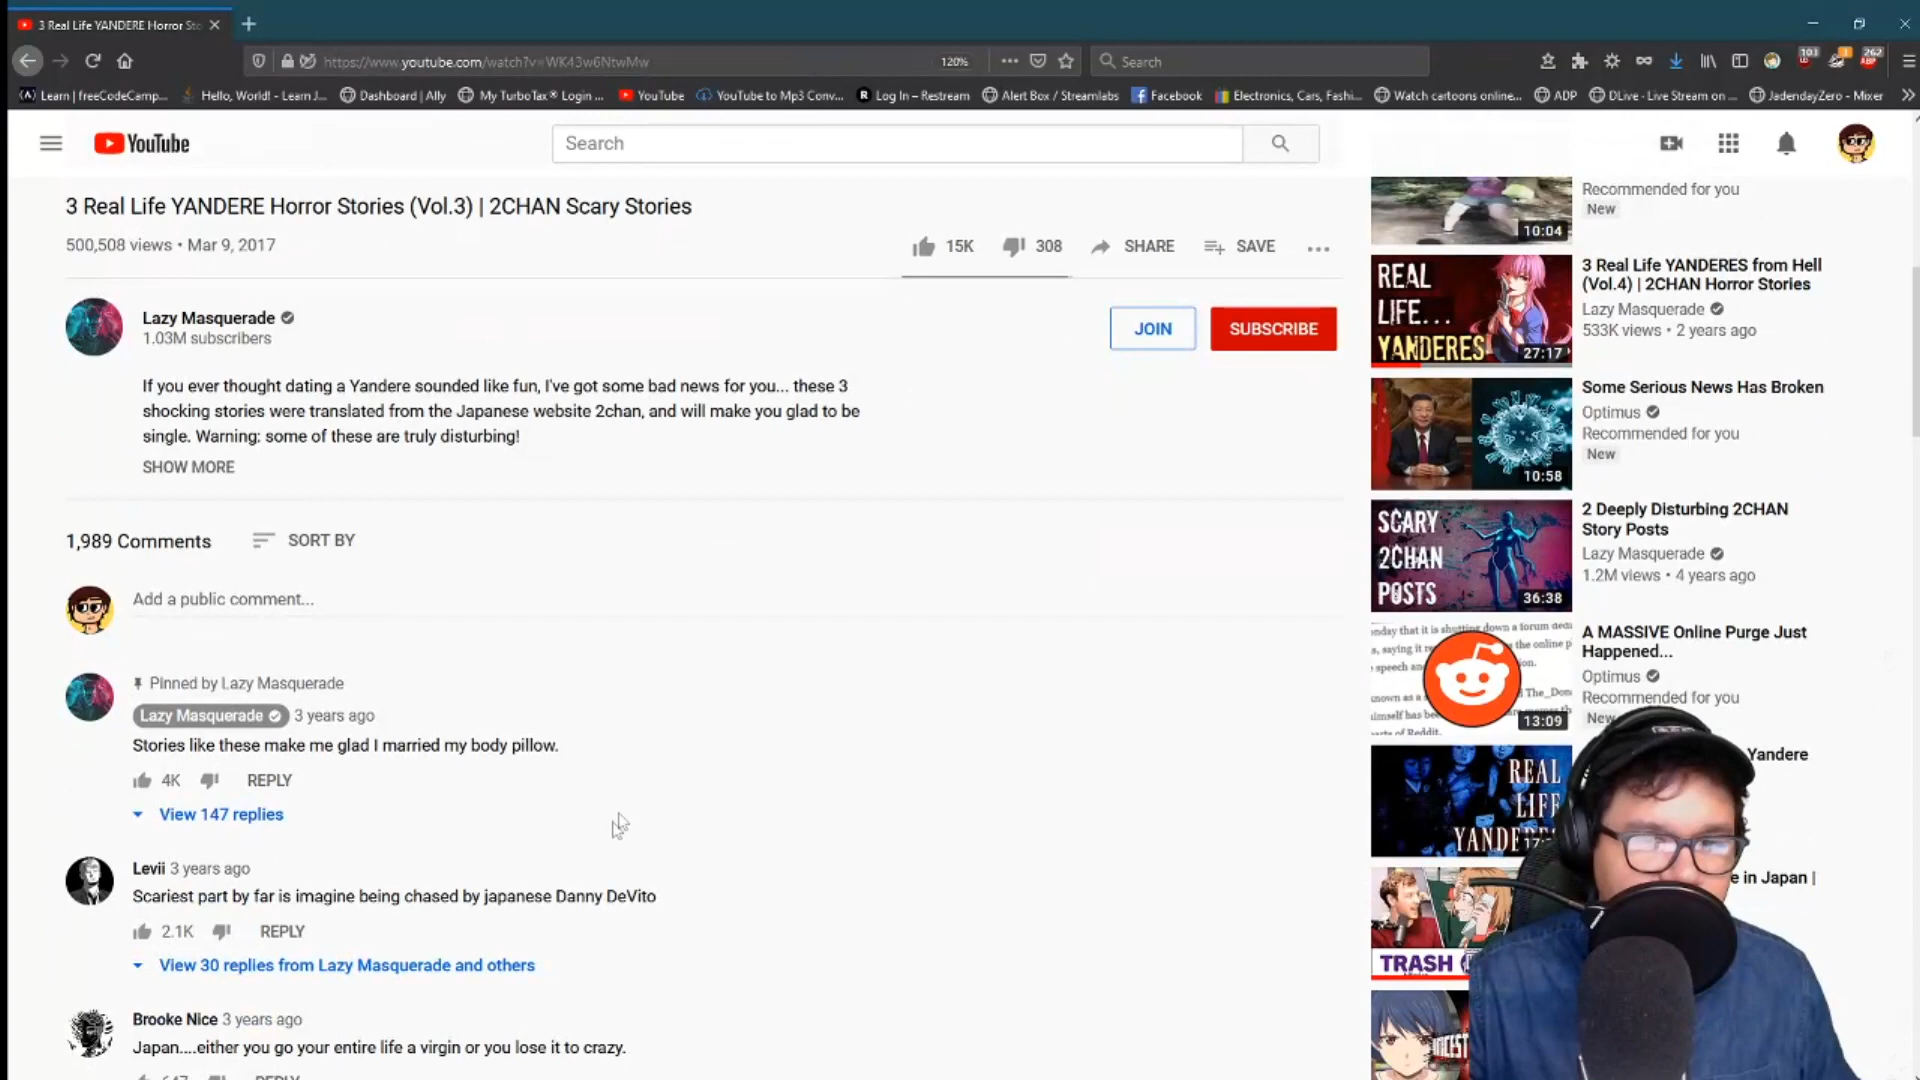 3 Real Life YANDERE Horror Sto
https://www.youtube.com/watch?v=WK43w6NtwMw
120%
Search
103
262
Learn | freeCodeCamp...
Hello, World! - Learn J...
Dashboard | Ally
My TurboTax® Login ...
YouTube
YouTube to Mp3 Conv...
Log In – Restream
Alert Box / Streamlabs
Facebook
Electronics, Cars, Fashi...
Watch cartoons online...
ADP
DLive - Live Stream on ...
JadendayZero - Mixer
YouTube
Search
3 Real Life YANDERE Horror Stories (Vol.3) | 2CHAN Scary Stories
500,508 views • Mar 9, 2017
15K
308
SHARE
SAVE
Lazy Masquerade
1.03M subscribers
JOIN
SUBSCRIBE
If you ever thought dating a Yandere sounded like fun, I've got some bad news for you... these 3
shocking stories were translated from the Japanese website 2chan, and will make you glad to be
single. Warning: some of these are truly disturbing!
SHOW MORE
1,989 Comments
SORT BY
Add a public comment...
Pinned by Lazy Masquerade
Lazy Masquerade 3 years ago
Stories like these make me glad I married my body pillow.
4K
REPLY
View 147 replies
Levii 3 years ago
Scariest part by far is imagine being chased by japanese Danny DeVito
2.1K
REPLY
View 30 replies from Lazy Masquerade and others
Brooke Nice 3 years ago
Japan....either you go your entire life a virgin or you lose it to crazy.
REPLY
Recommended for you
New
10:04
REAL
LIFE...
YANDERES
27:17
3 Real Life YANDERES from Hell
(Vol.4) | 2CHAN Horror Stories
Lazy Masquerade
533K views • 2 years ago
10:58
Some Serious News Has Broken
Optimus
Recommended for you
New
SCARY
2CHAN
POSTS
36:38
2 Deeply Disturbing 2CHAN
Story Posts
Lazy Masquerade
1.2M views • 4 years ago
13:09
A MASSIVE Online Purge Just
Happened...
Optimus
Recommended for you
New
REAL
LIFE
Yandere
TRASH
e in Japan |